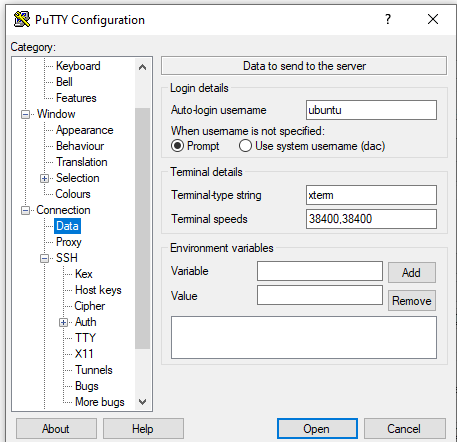 PuTTY Configuration
?
Category:
Keyboard
Bell
Features
Window
Appearance
Behaviour
Translation
Selection
Colours
Connection
Data
Proxy
SSH
Kex
Host keys
Cipher
Auth
TTY
X11
Tunnels
Bugs
More bugs
Data to send to the server
Login details
Auto-login username
ubuntu
When username is not specified:
Prompt
Use system username (dac)
Terminal details
Terminal-type string
xterm
Terminal speeds
38400,38400
Environment variables
Variable
Add
Value
Remove
About
Help
Open
Cancel